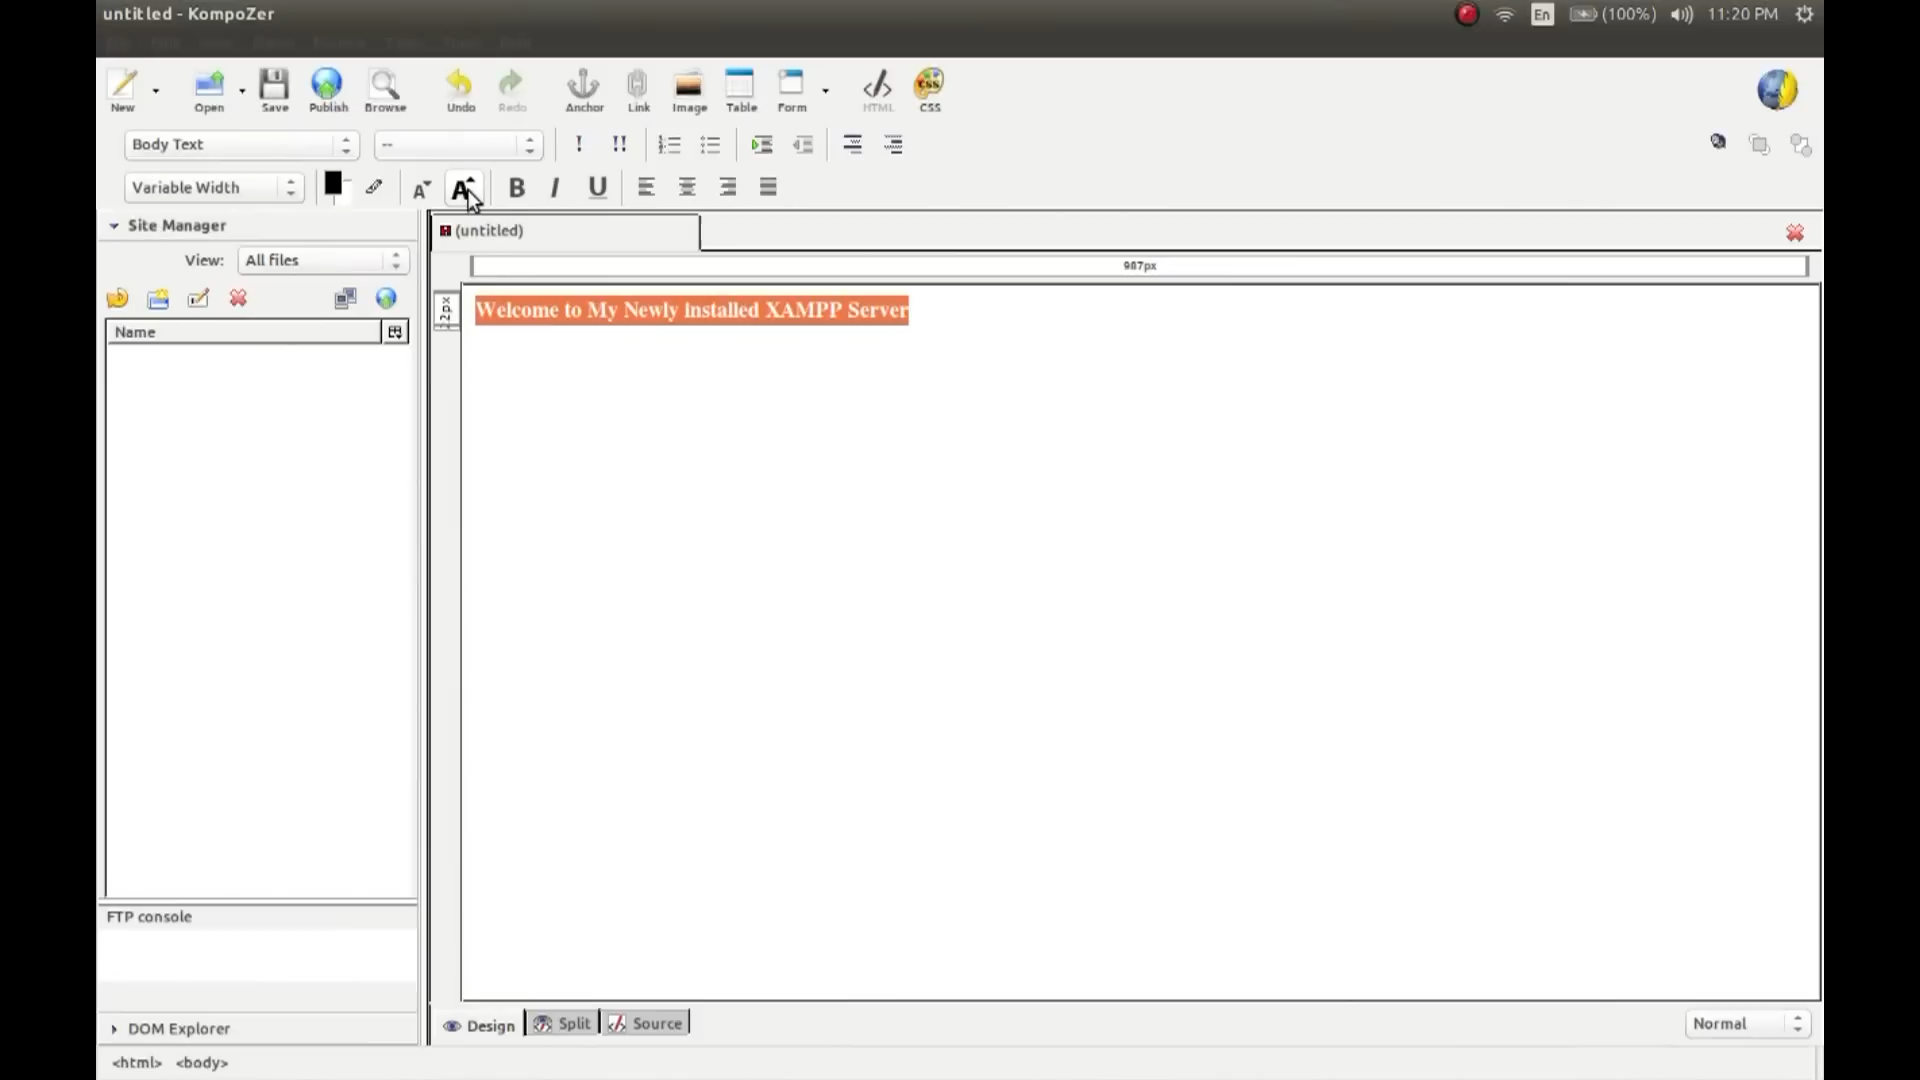 untitled - KompoZer
En (100%) 11:20 PM
New Open Save Publish Browse Undo Redo Anchor Link Image Table Form HTML CSS
Body Text -- ! !!
Variable Width A A B I U
Site Manager
(untitled)
View: All files
987px
Name
Welcome to My Newly installed XAMPP Server
FTP console
DOM Explorer
Design Split Source Normal
<html> <body>